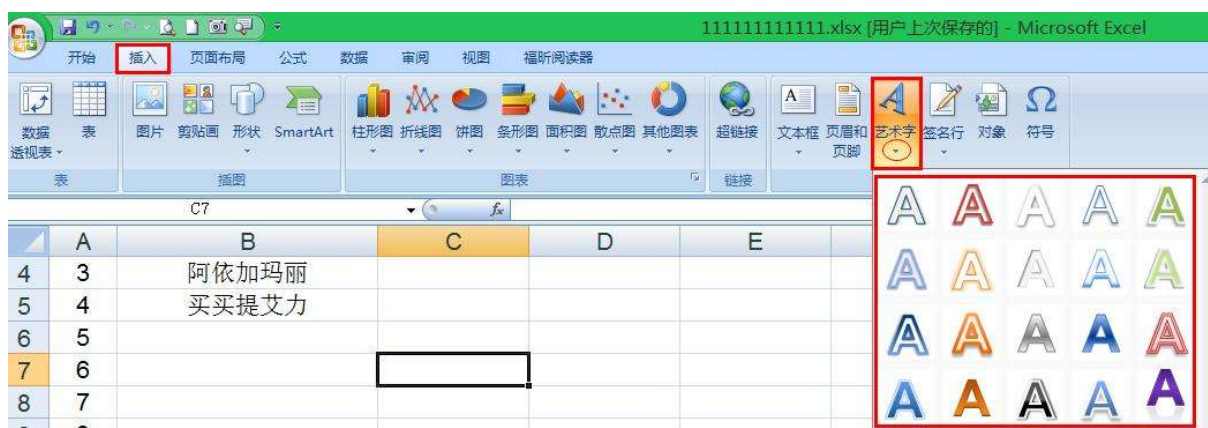 111111111111.xlsx [用户上次保存的] - Microsoft Excel
开始 插入 页面布局 公式 数据 审阅 视图 福昕阅读器
数据透视表 表 图片 剪贴画 形状 SmartArt 柱形图 折线图 饼图 条形图 面积图 散点图 其他图表 超链接 文本框 页眉和页脚 艺术字 签名行 对象 符号
表 插图 图表 链接
C7 fx
A B C D E
4 3 阿依加玛丽
5 4 买买提艾力
6 5
7 6
8 7